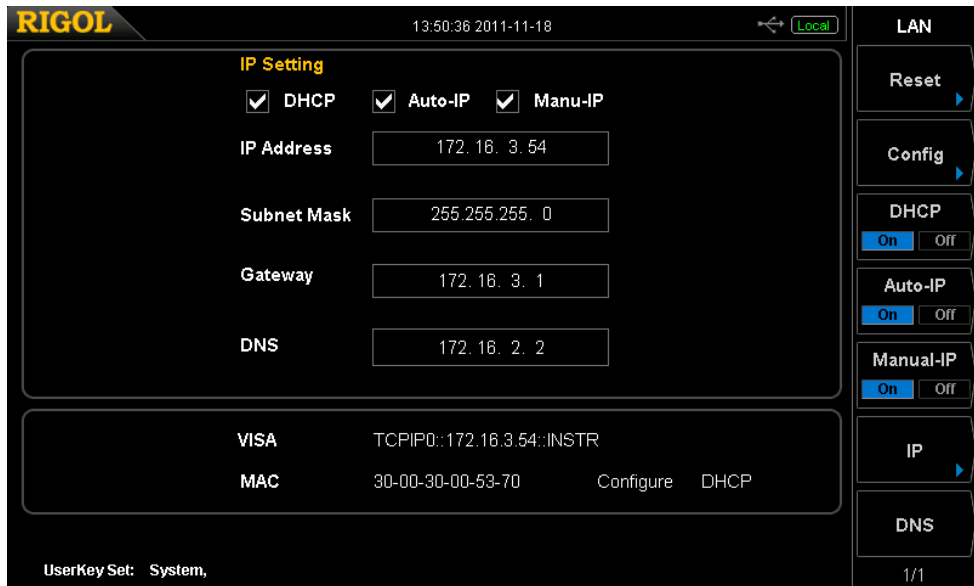 RIGOL
13:50:36 2011-11-18
Local
LAN
IP Setting
DHCP Auto-IP Manu-IP
IP Address 172. 16. 3. 54
Subnet Mask 255.255.255. 0
Gateway 172. 16. 3. 1
DNS 172. 16. 2. 2
VISA TCPIP0::172.16.3.54::INSTR
MAC 30-00-30-00-53-70 Configure DHCP
UserKey Set: System,
Reset
Config
DHCP
On Off
Auto-IP
On Off
Manual-IP
On Off
IP
DNS
1/1